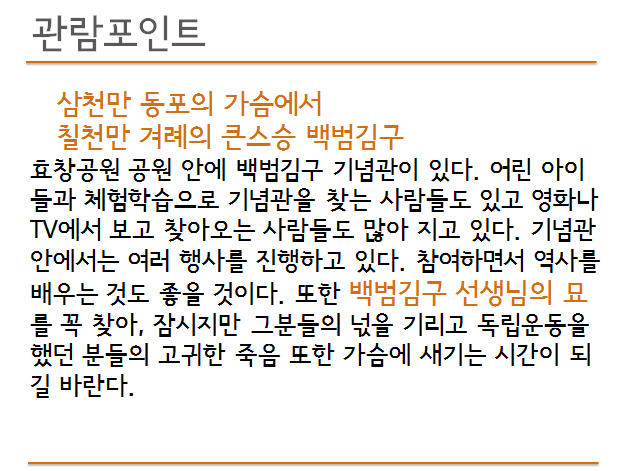 관람포인트
삼천만 동포의 가슴에서
칠천만 겨레의 큰스승 백범김구
효창공원 공원 안에 백범김구 기념관이 있다. 어린 아이
들과 체험학습으로 기념관을 찾는 사람들도 있고 영화나
TV에서 보고 찾아오는 사람들도 많아 지고 있다. 기념관
안에서는 여러 행사를 진행하고 있다. 참여하면서 역사를
배우는 것도 좋을 것이다. 또한 백범김구 선생님의 묘
를 꼭 찾아, 잠시지만 그분들의 넋을 기리고 독립운동을
했던 분들의 고귀한 죽음 또한 가슴에 새기는 시간이 되
길 바란다.